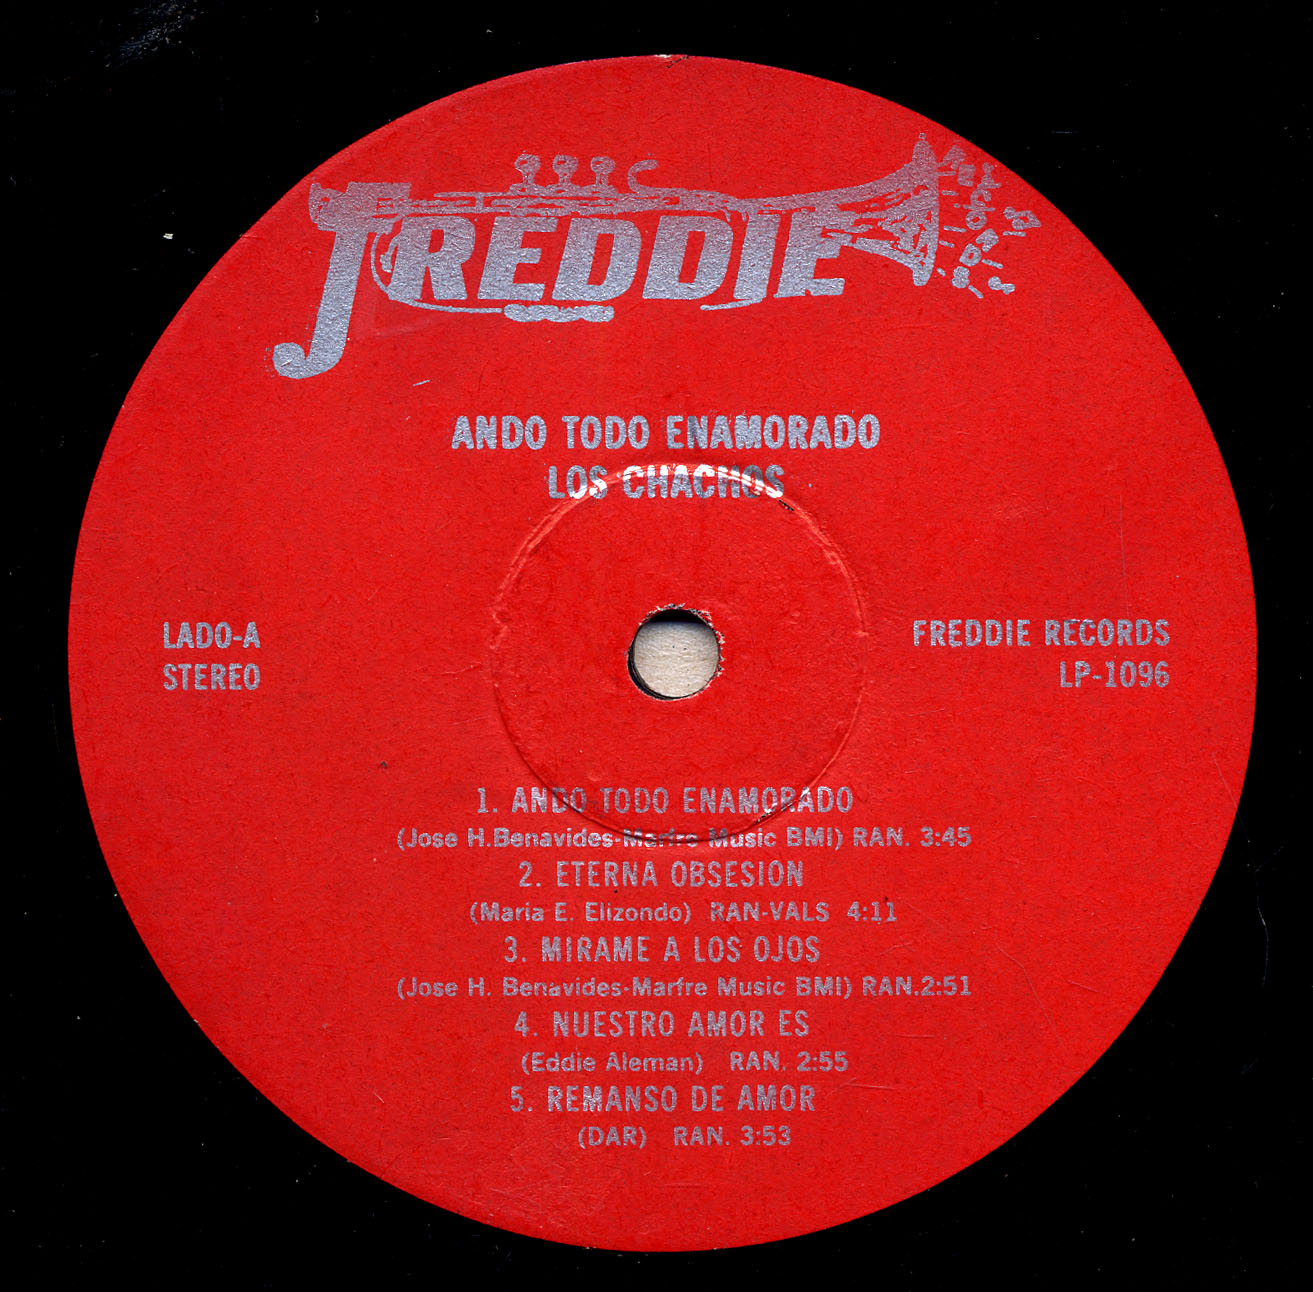 FREDDIE
RECORDS
ANDO TODO ENAMORADO
LOS CHACHOS
LADO-A
STEREO
FREDDIE RECORDS
LP-1096
1. ANDO TODO ENAMORADO
(Jose H.Benavides-Marfre Music BMI) RAN. 3:45
2. ETERNA OBSESION
(Maria E. Elizondo) RAN-VALS 4:11
3. MIRAME A LOS OJOS
(Jose H. Benavides-Marfre Music BMI) RAN.2:51
4. NUESTRO AMOR ES
(Eddie Aleman) RAN. 2:55
5. REMANSO DE AMOR
(DAR) RAN. 3:53